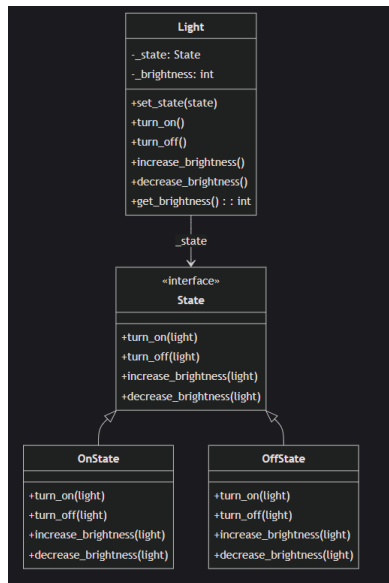 Light
-_state: State
-_brightness: int
+set_state(state)
+turn_on()
+turn_off()
+increase_brightness()
+decrease_brightness()
+get_brightness() : : int
_state
«interface»
State
+turn_on(light)
+turn_off(light)
+increase_brightness(light)
+decrease_brightness(light)
OnState
+turn_on(light)
+turn_off(light)
+increase_brightness(light)
+decrease_brightness(light)
OffState
+turn_on(light)
+turn_off(light)
+increase_brightness(light)
+decrease_brightness(light)